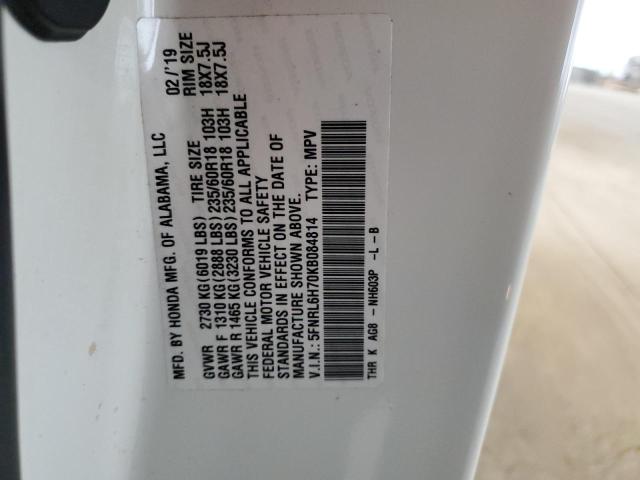 MFD. BY HONDA MFG. OF ALABAMA, LLC 02/'19
GVWR 2730 KG(6019 LBS) TIRE SIZE RIM SIZE
GAWR F 1310 KG(2888 LBS) 235/60R18 103H 18X7.5J
GAWR R 1465 KG(3230 LBS) 235/60R18 103H 18X7.5J
THIS VEHICLE CONFORMS TO ALL APPLICABLE
FEDERAL MOTOR VEHICLE SAFETY
STANDARDS IN EFFECT ON THE DATE OF
MANUFACTURE SHOWN ABOVE.
V.I.N.: 5FNRL6H70KB084814 TYPE: MPV
THR K AG8 -NH603P -L-B